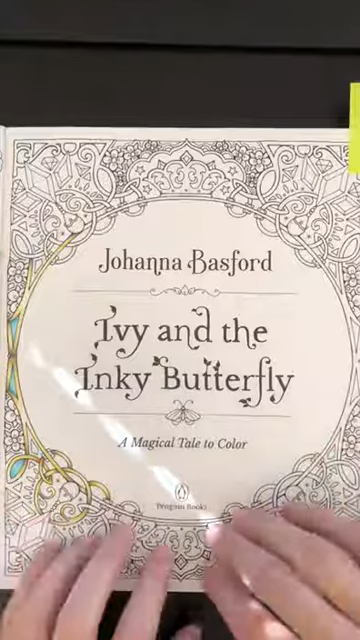 Johanna Basford
Ivy and the
Inky Butterfly
A Magical Tale to Color
Penguin Books